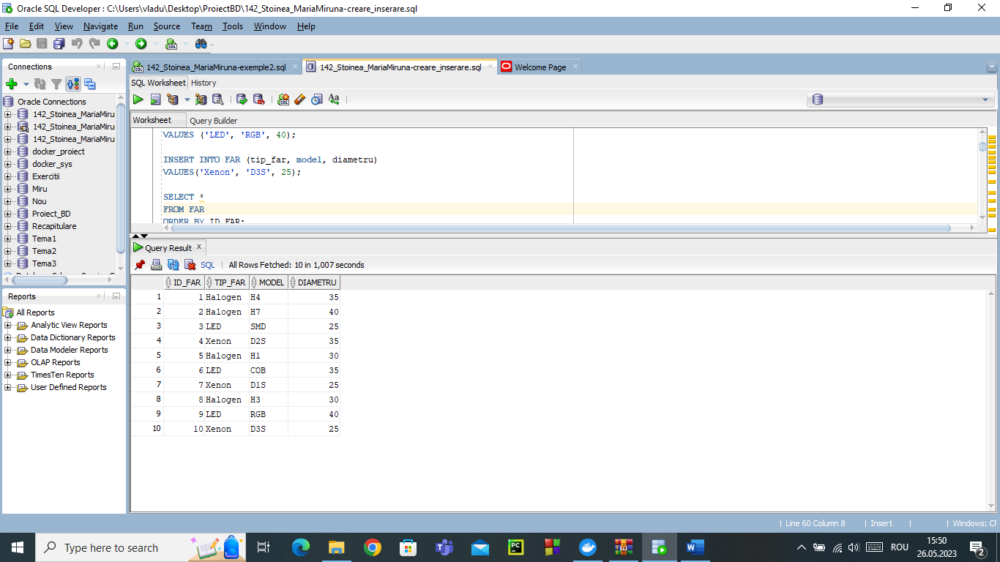 Oracle SQL Developer : C:\Users\vladu\Desktop\ProiectBD\142_Stoinea_MariaMiruna-creare_inserare.sql
File Edit View Navigate Run Source Team Tools Window Help
Connections
Oracle Connections
142_Stoinea_MariaMiru
142_Stoinea_MariaMiru
142_Stoinea_MariaMiru
docker_proiect
docker_sys
Exercitii
Miru
Nou
Proiect_BD
Recapitulare
Tema1
Tema2
Tema3
Reports
All Reports
Analytic View Reports
Data Dictionary Reports
Data Modeler Reports
OLAP Reports
TimesTen Reports
User Defined Reports
142_Stoinea_MariaMiruna-exemple2.sql 142_Stoinea_MariaMiruna-creare_inserare.sql Welcome Page
SQL Worksheet History
Worksheet Query Builder
VALUES ('LED', 'RGB', 40);
INSERT INTO FAR (tip_far, model, diametru)
VALUES('Xenon', 'D3S', 25);
SELECT *
FROM FAR
ORDER BY ID_FAR;
Query Result
SQL All Rows Fetched: 10 in 1,007 seconds
ID_FAR TIP_FAR MODEL DIAMETRU
1 1 Halogen H4 35
2 2 Halogen H7 40
3 3 LED SMD 25
4 4 Xenon D2S 35
5 5 Halogen H1 30
6 6 LED COB 35
7 7 Xenon D1S 25
8 8 Halogen H3 30
9 9 LED RGB 40
10 10 Xenon D3S 25
Line 60 Column 8 Insert Windows: CF
Type here to search
ROU
15:50
26.05.2023
2